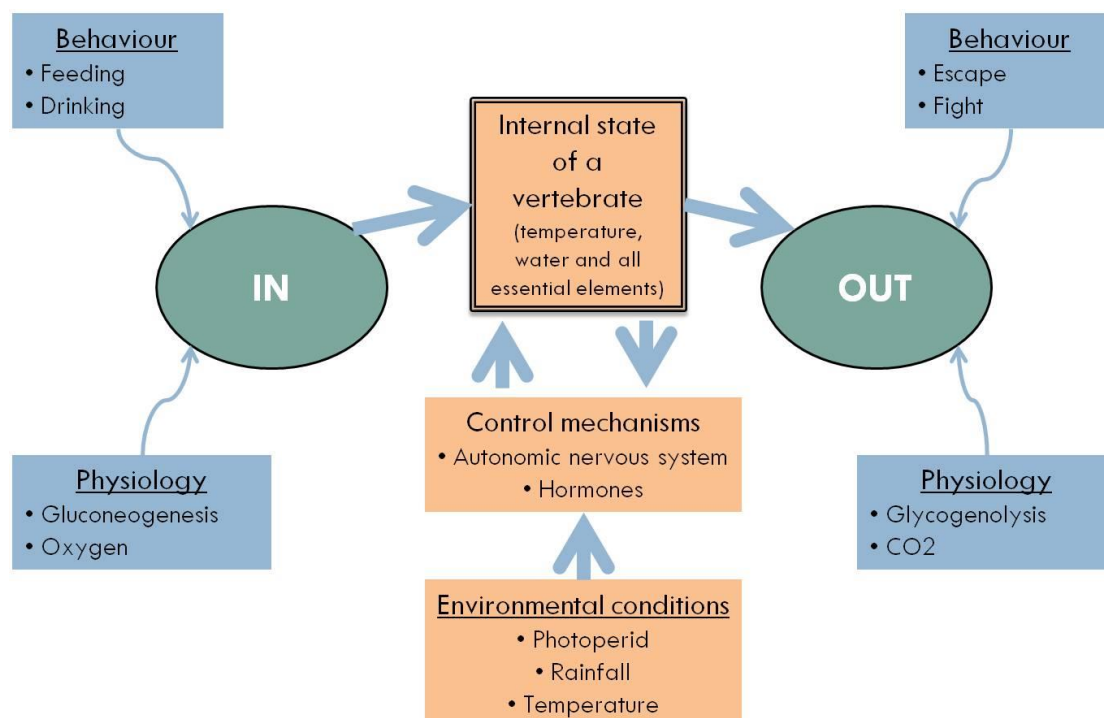 Behaviour
• Feeding
• Drinking
Behaviour
• Escape
• Fight
Internal state
of a
vertebrate
(temperature,
water and all
essential elements)
IN
OUT
Control mechanisms
• Autonomic nervous system
• Hormones
Physiology
• Gluconeogenesis
• Oxygen
Physiology
• Glycogenolysis
• CO2
Environmental conditions
• Photoperid
• Rainfall
• Temperature